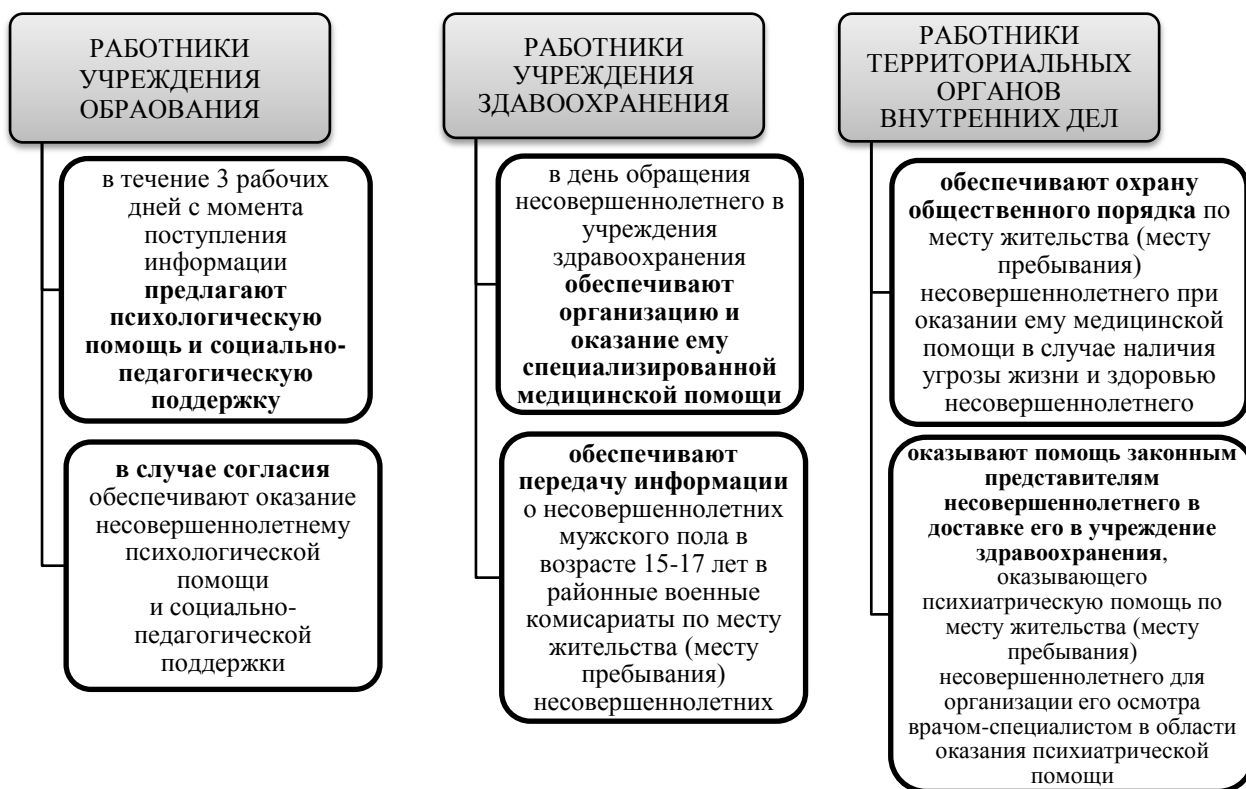 РАБОТНИКИ
УЧРЕЖДЕНИЯ
ОБРАОВАНИЯ
в течение 3 рабочих
дней с момента
поступления
информации
предлагают
психологическую
помощь и социально-
педагогическую
поддержку
в случае согласия
обеспечивают оказание
несовершеннолетнему
психологической
помощи
и социально-
педагогической
поддержки
РАБОТНИКИ
УЧРЕЖДЕНИЯ
ЗДАВООХРАНЕНИЯ
в день обращения
несовершеннолетнего в
учреждения
здравоохранения
обеспечивают
организацию и
оказание ему
специализированной
медицинской помощи
обеспечивают
передачу информации
о несовершеннолетних
мужского пола в
возрасте 15-17 лет в
районные военные
комисариаты по месту
жительства (месту
пребывания)
несовершеннолетних
РАБОТНИКИ
ТЕРРИТОРИАЛЬНЫХ
ОРГАНОВ
ВНУТРЕННИХ ДЕЛ
обеспечивают охрану
общественного порядка по
месту жительства (месту
пребывания)
несовершеннолетнего при
оказании ему медицинской
помощи в случае наличия
угрозы жизни и здоровью
несовершеннолетнего
оказывают помощь законным
представителям
несовершеннолетнего в
доставке его в учреждение
здравоохранения,
оказывающего
психиатрическую помощь по
месту жительства (месту
пребывания)
несовершеннолетнего для
организации его осмотра
врачом-специалистом в области
оказания психиатрической
помощи